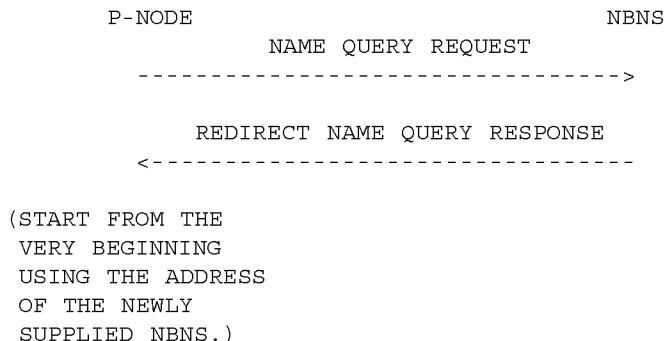 P-NODE NBNS
NAME QUERY REQUEST
--------------------------------->
REDIRECT NAME QUERY RESPONSE
<---------------------------------
(START FROM THE
VERY BEGINNING
USING THE ADDRESS
OF THE NEWLY
SUPPLIED NBNS.)